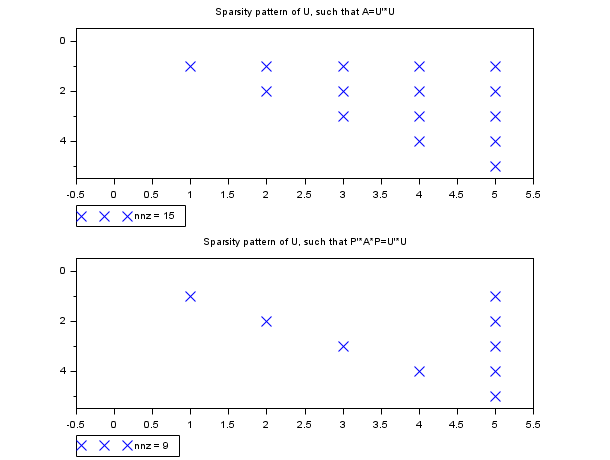 Sparsity pattern of U, such that A=U'*U
0
2
4
-0.5 0 0.5 1 1.5 2 2.5 3 3.5 4 4.5 5 5.5
nnz = 15
Sparsity pattern of U, such that P'*A*P=U'*U
0
2
4
-0.5 0 0.5 1 1.5 2 2.5 3 3.5 4 4.5 5 5.5
nnz = 9